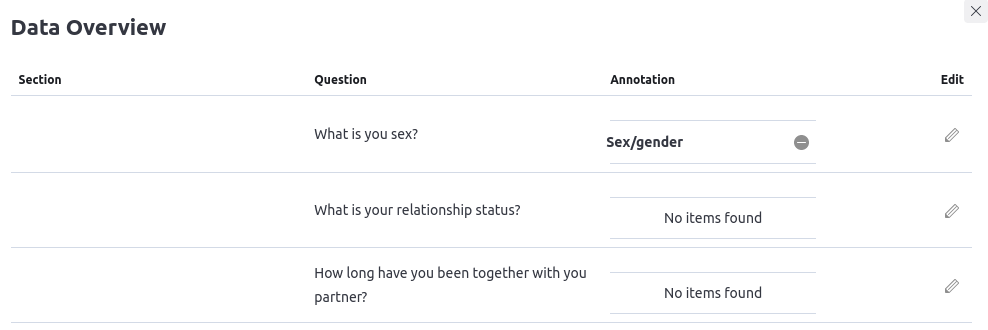 Data Overview
Section Question Annotation Edit
What is you sex? Sex/gender
What is your relationship status? No items found
How long have you been together with you
partner? No items found